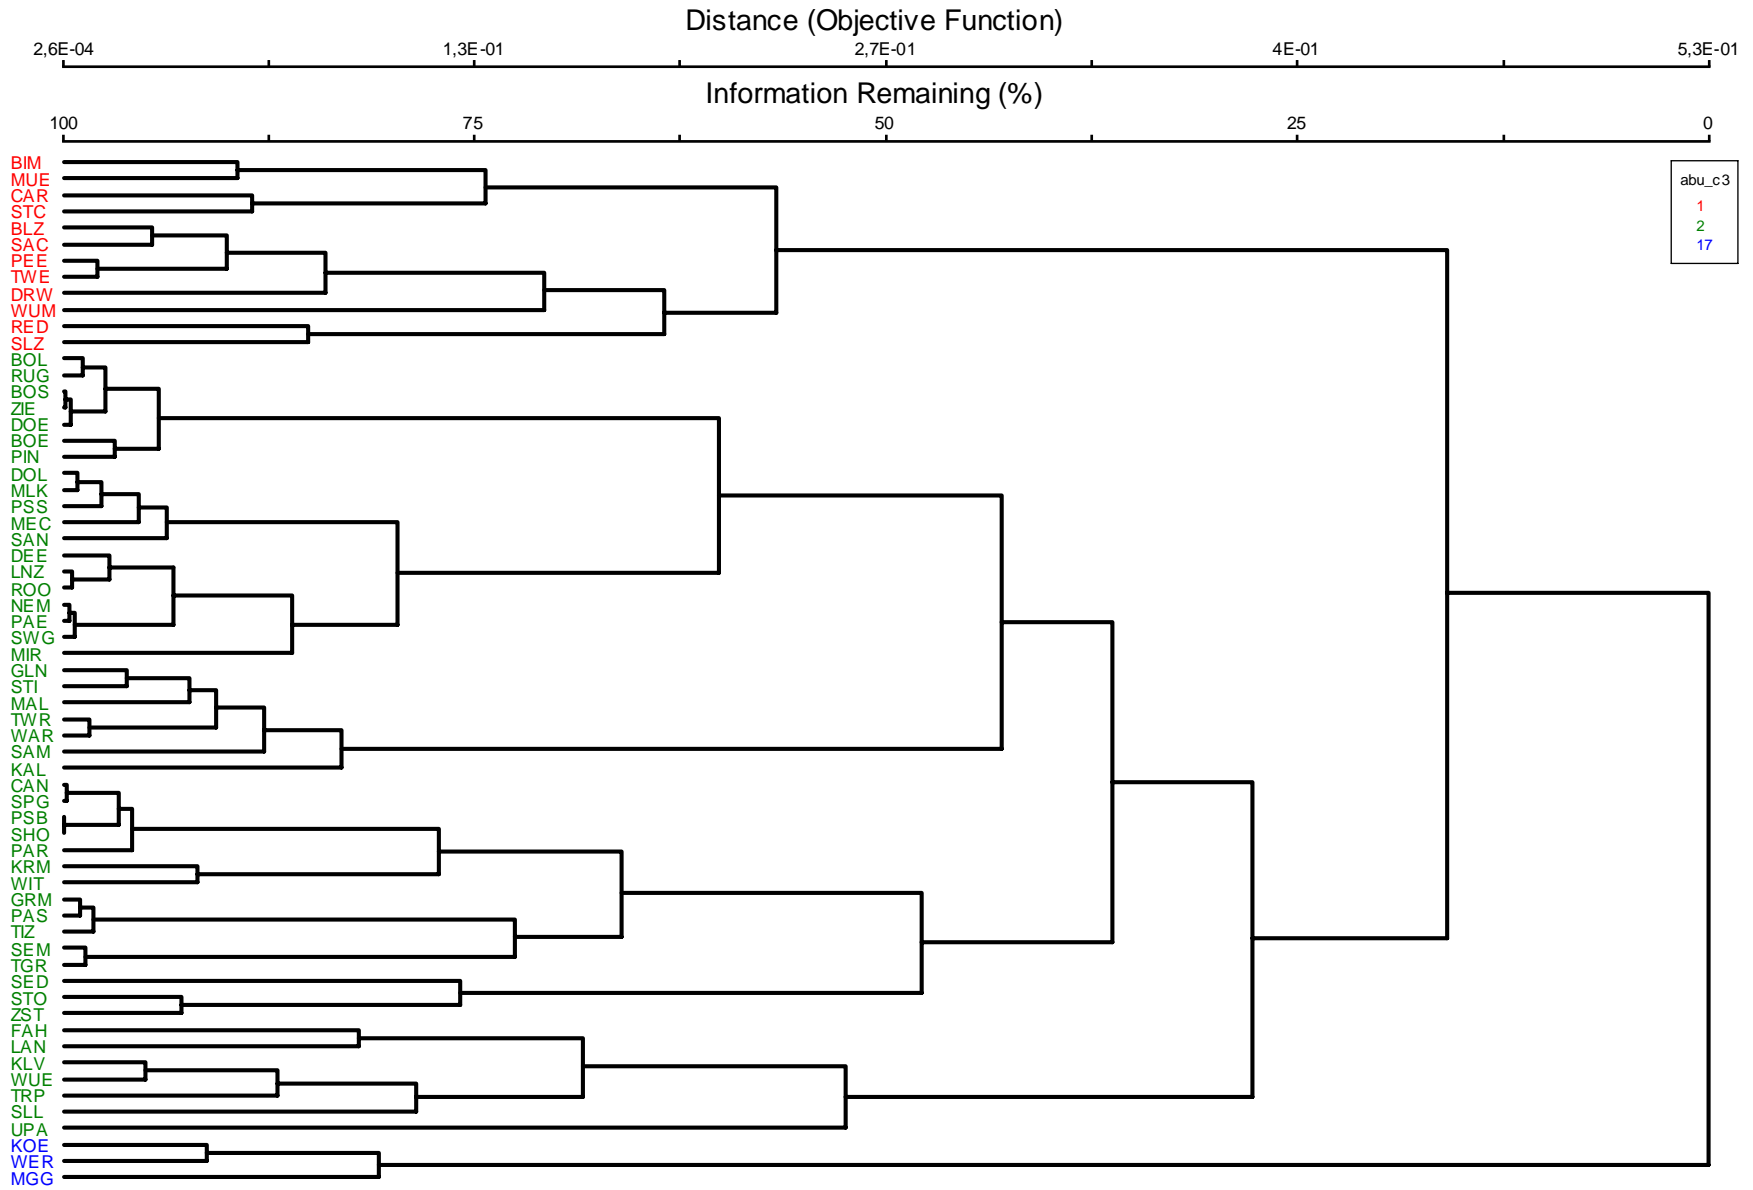 Distance (Objective Function)
2,6E-04 1,3E-01 2,7E-01 4E-01 5,3E-01
Information Remaining (%)
100 75 50 25 0
BIM
MUE
CAR
STC
BLZ
SAC
PEE
TWE
DRW
WUM
RED
SLZ
BOL
RUG
BOS
ZIE
DOE
BOE
PIN
DOL
MLK
PSS
MEC
SAN
DEE
LNZ
ROO
NEM
PAE
SWG
MIR
GLN
STI
MAL
TWR
WAR
SAM
KAL
CAN
SPG
PSB
SHO
PAR
KRM
WIT
GRM
PAS
TIZ
SEM
TGR
SED
STO
ZST
FAH
LAN
KLV
WUE
TRP
SLL
UPA
KOE
WER
MGG
abu_c3
1
2
17